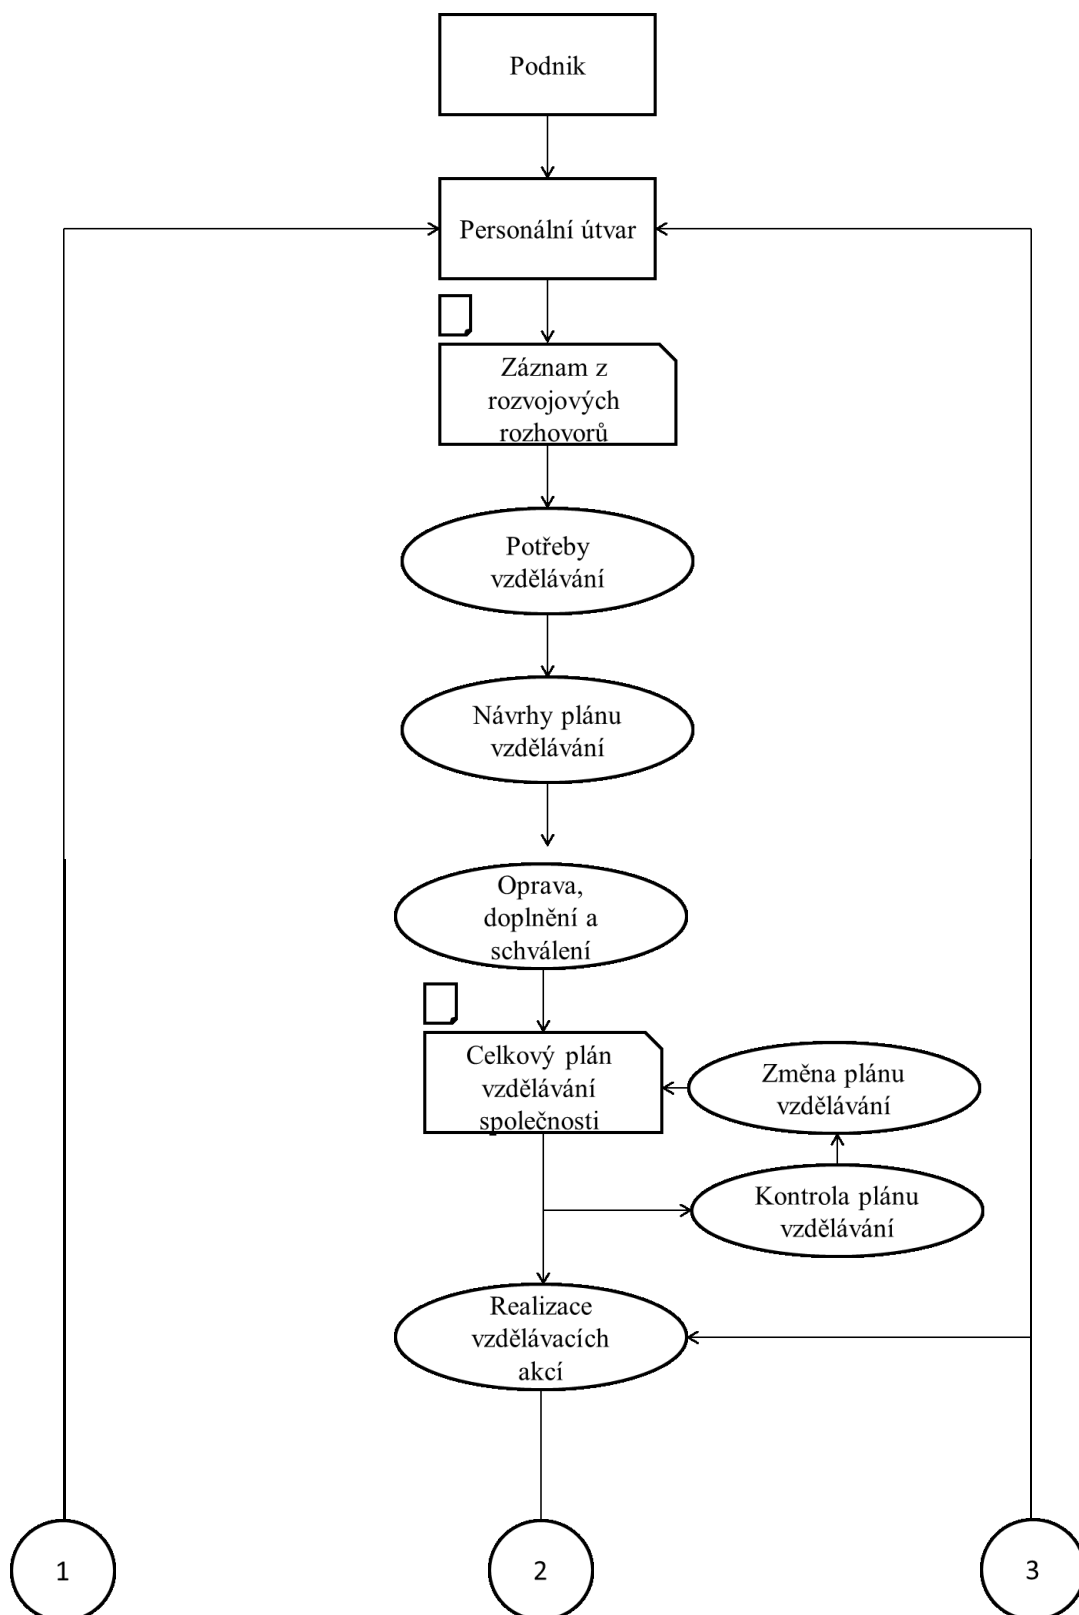 Podnik
Personální útvar
Záznam z
rozvojových
rozhovorů
Potřeby
vzdělávání
Návrhy plánu
vzdělávání
Oprava,
doplnění a
schválení
Celkový plán
vzdělávání
společnosti
Změna plánu
vzdělávání
Kontrola plánu
vzdělávání
Realizace
vzdělávacích
akcí
1
2
3